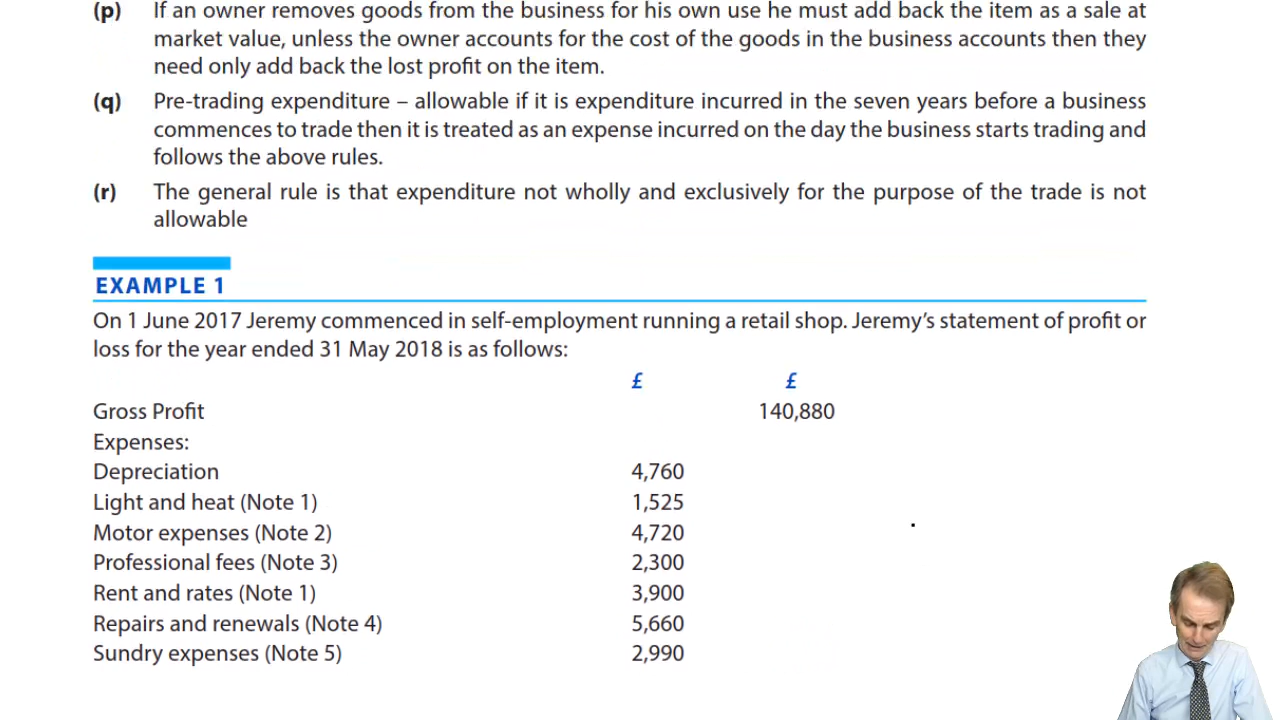 (p) If an owner removes goods from the business for his own use he must add back the item as a sale at
market value, unless the owner accounts for the cost of the goods in the business accounts then they
need only add back the lost profit on the item.
(q) Pre-trading expenditure – allowable if it is expenditure incurred in the seven years before a business
commences to trade then it is treated as an expense incurred on the day the business starts trading and
follows the above rules.
(r) The general rule is that expenditure not wholly and exclusively for the purpose of the trade is not
allowable
EXAMPLE 1
On 1 June 2017 Jeremy commenced in self-employment running a retail shop. Jeremy’s statement of profit or
loss for the year ended 31 May 2018 is as follows:
£ £
Gross Profit 140,880
Expenses:
Depreciation 4,760
Light and heat (Note 1) 1,525
Motor expenses (Note 2) 4,720
Professional fees (Note 3) 2,300
Rent and rates (Note 1) 3,900
Repairs and renewals (Note 4) 5,660
Sundry expenses (Note 5) 2,990